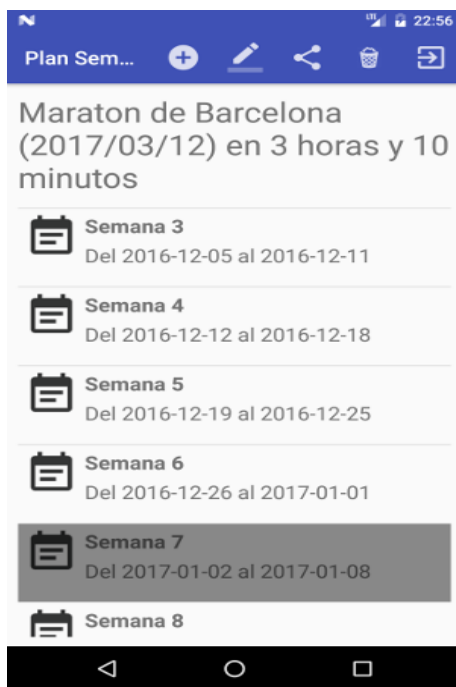 22:56
Plan Sem...
Maraton de Barcelona
(2017/03/12) en 3 horas y 10
minutos
Semana 3
Del 2016-12-05 al 2016-12-11
Semana 4
Del 2016-12-12 al 2016-12-18
Semana 5
Del 2016-12-19 al 2016-12-25
Semana 6
Del 2016-12-26 al 2017-01-01
Semana 7
Del 2017-01-02 al 2017-01-08
Semana 8